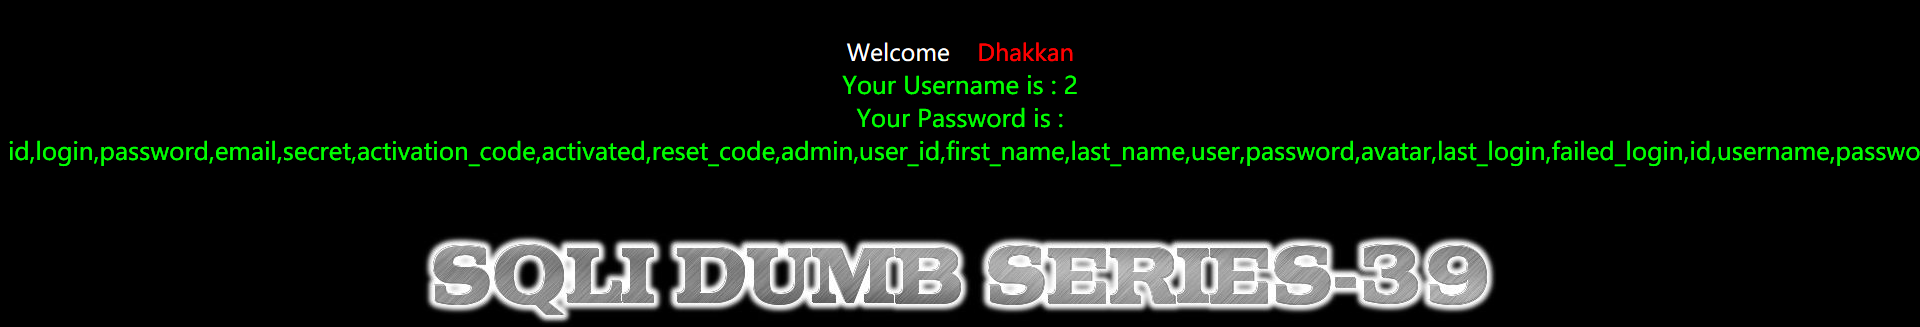 Welcome Dhakkan
Your Username is : 2
Your Password is :
id,login,password,email,secret,activation_code,activated,reset_code,admin,user_id,first_name,last_name,user,password,avatar,last_login,failed_login,id,username,passwo
SQLI DUMB SERIES-39